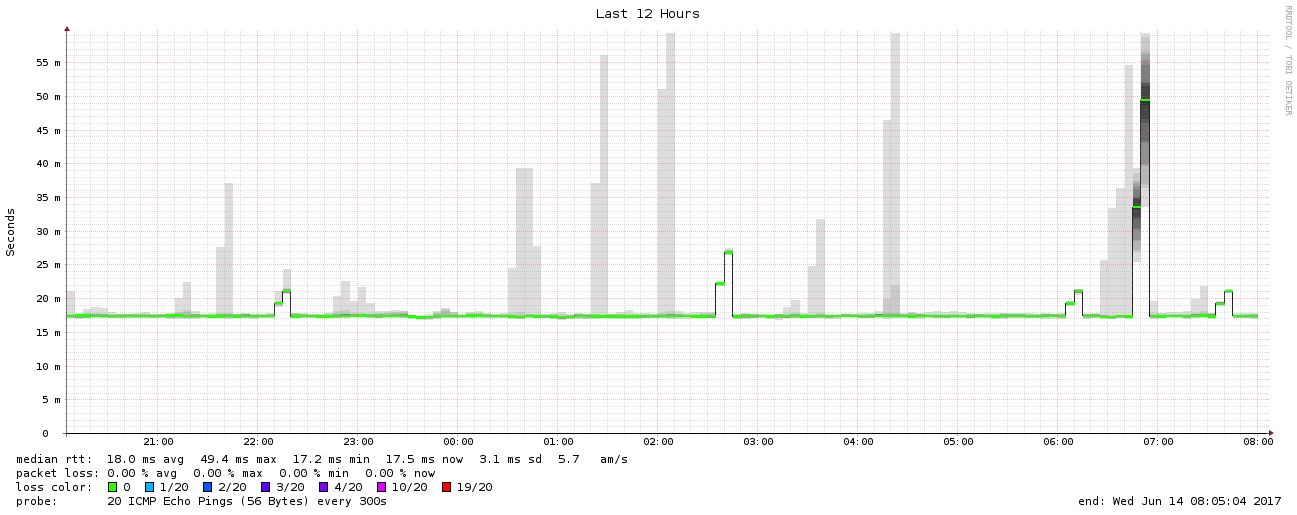 Last 12 Hours
RRDTOOL / TOBI OETIKER
Seconds
55 m
50 m
45 m
40 m
35 m
30 m
25 m
20 m
15 m
10 m
5 m
0
21:00 22:00 23:00 00:00 01:00 02:00 03:00 04:00 05:00 06:00 07:00 08:00
median rtt: 18.0 ms avg 49.4 ms max 17.2 ms min 17.5 ms now 3.1 ms sd 5.7 am/s
packet loss: 0.00 % avg 0.00 % max 0.00 % min 0.00 % now
loss color: 0 1/20 2/20 3/20 4/20 10/20 19/20
probe: 20 ICMP Echo Pings (56 Bytes) every 300s
end: Wed Jun 14 08:05:04 2017